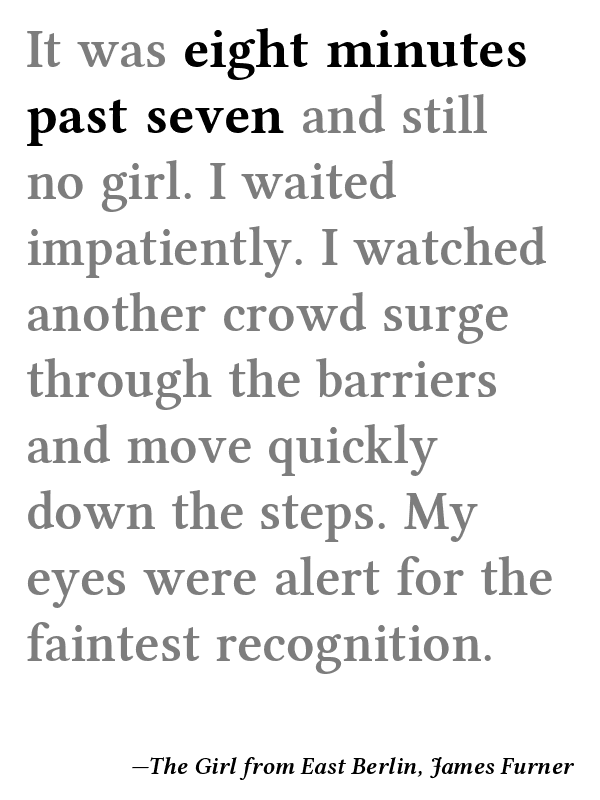 It was eight minutes
past seven and still
no girl. I waited
impatiently. I watched
another crowd surge
through the barriers
and move quickly
down the steps. My
eyes were alert for the
faintest recognition.
—The Girl from East Berlin, James Furner